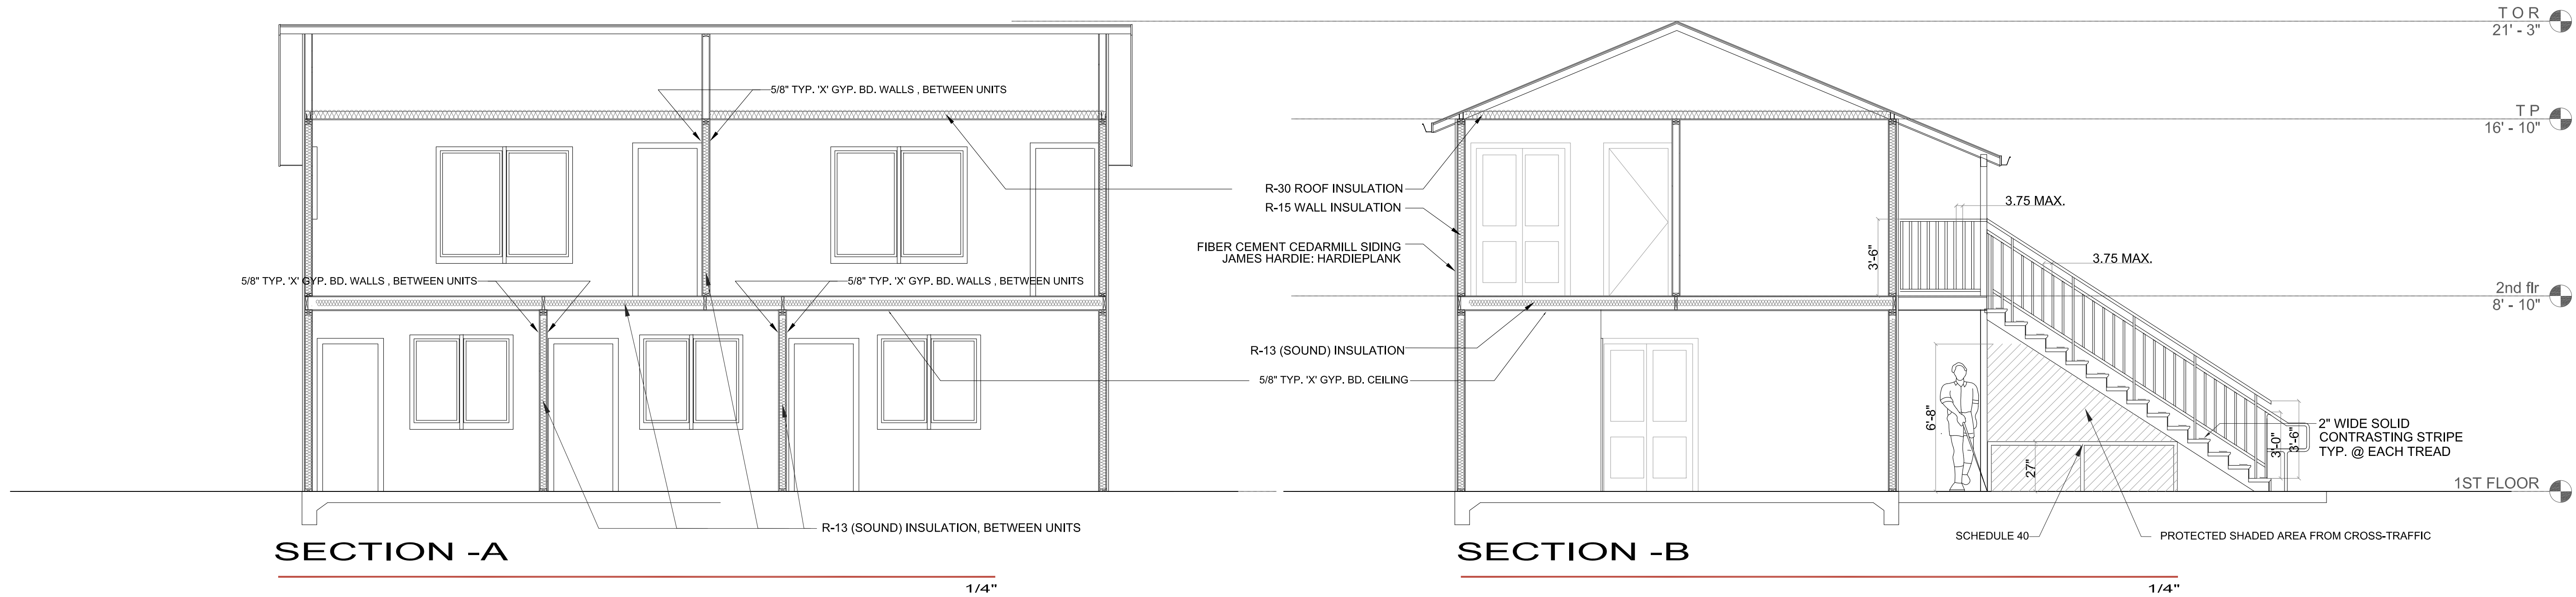 5/8" TYP. 'X' GYP. BD. WALLS , BETWEEN UNITS
5/8" TYP. 'X' GYP. BD. WALLS , BETWEEN UNITS
5/8" TYP. 'X' GYP. BD. WALLS , BETWEEN UNITS
R-13 (SOUND) INSULATION, BETWEEN UNITS
SECTION -A
1/4"
R-30 ROOF INSULATION
R-15 WALL INSULATION
FIBER CEMENT CEDARMILL SIDING
JAMES HARDIE: HARDIEPLANK
R-13 (SOUND) INSULATION
5/8" TYP. 'X' GYP. BD. CEILING
3.75 MAX.
3.75 MAX.
3'-6"
6'-8"
27"
3'-0"
3'-6"
2" WIDE SOLID
CONTRASTING STRIPE
TYP. @ EACH TREAD
SCHEDULE 40
PROTECTED SHADED AREA FROM CROSS-TRAFFIC
SECTION -B
1/4"
T O R
21' - 3"
T P
16' - 10"
2nd flr
8' - 10"
1ST FLOOR